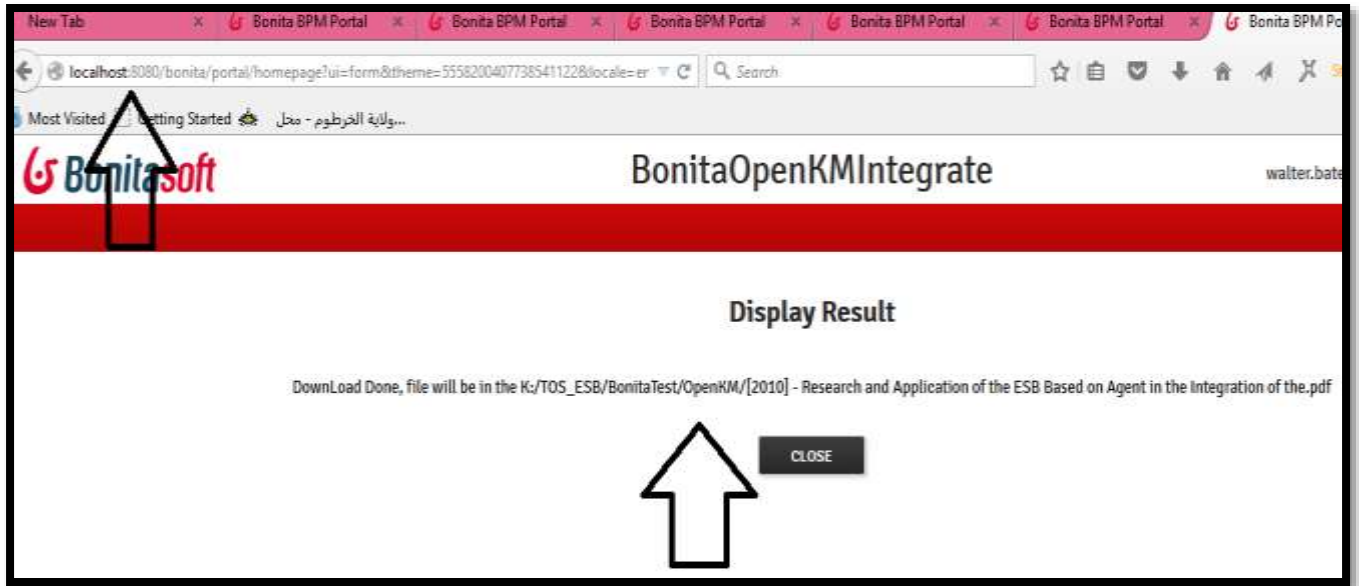 New Tab × Bonita BPM Portal × Bonita BPM Portal × Bonita BPM Portal × Bonita BPM Portal × Bonita BPM Portal × Bonita BPM Po
localhost:8080/bonita/portal/homepage?ui=form&theme=5558200407738541122&locale=er Search
Most Visited Getting Started ولاية الخرطوم - محل...
Bonitasoft BonitaOpenKMIntegrate walter.bate
Display Result
DownLoad Done, file will be in the K:/TOS_ESB/BonitaTest/OpenKM/[2010] - Research and Application of the ESB Based on Agent in the Integration of the.pdf
CLOSE